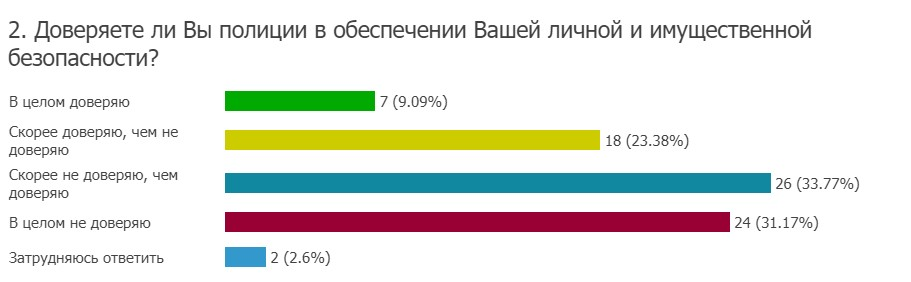 2. Доверяете ли Вы полиции в обеспечении Вашей личной и имущественной
безопасности?
В целом доверяю
7 (9.09%)
Скорее доверяю, чем не
доверяю
18 (23.38%)
Скорее не доверяю, чем
доверяю
26 (33.77%)
В целом не доверяю
24 (31.17%)
Затрудняюсь ответить
2 (2.6%)